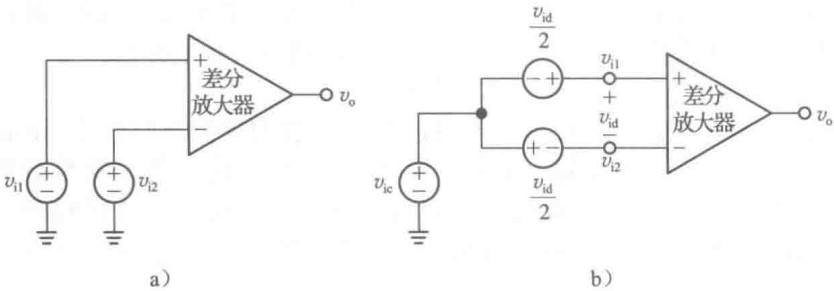 v_i1
+
−
v_i2
+
−
+
−
差分
放大器
v_o
a）
v_ic
+
−
v_id/2
− +
+ −
v_id/2
v_i1
+
v_id
−
v_i2
+
−
差分
放大器
v_o
b）